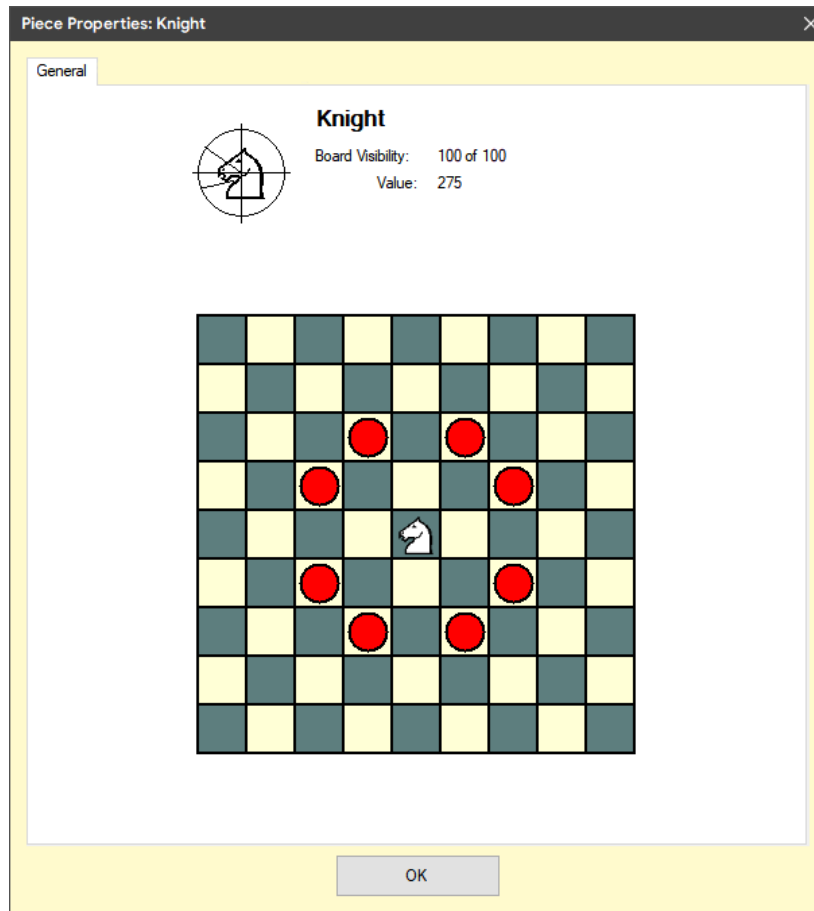 Piece Properties: Knight
General
Knight
Board Visibility: 100 of 100
Value: 275
OK